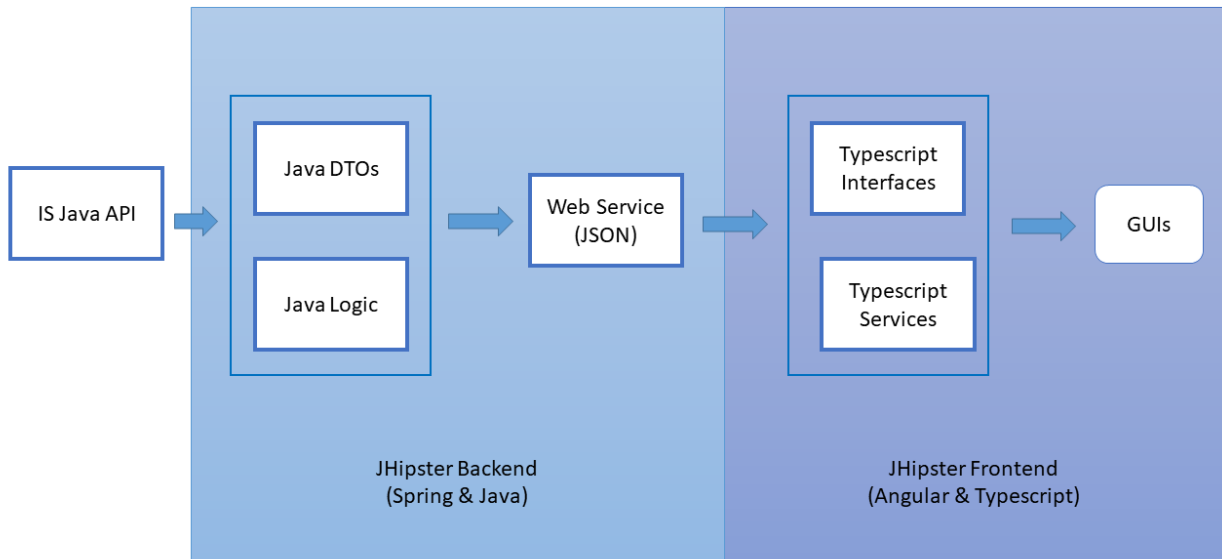 IS Java API
Java DTOs
Java Logic
Web Service
(JSON)
Typescript
Interfaces
Typescript
Services
GUIs
JHipster Backend
(Spring & Java)
JHipster Frontend
(Angular & Typescript)